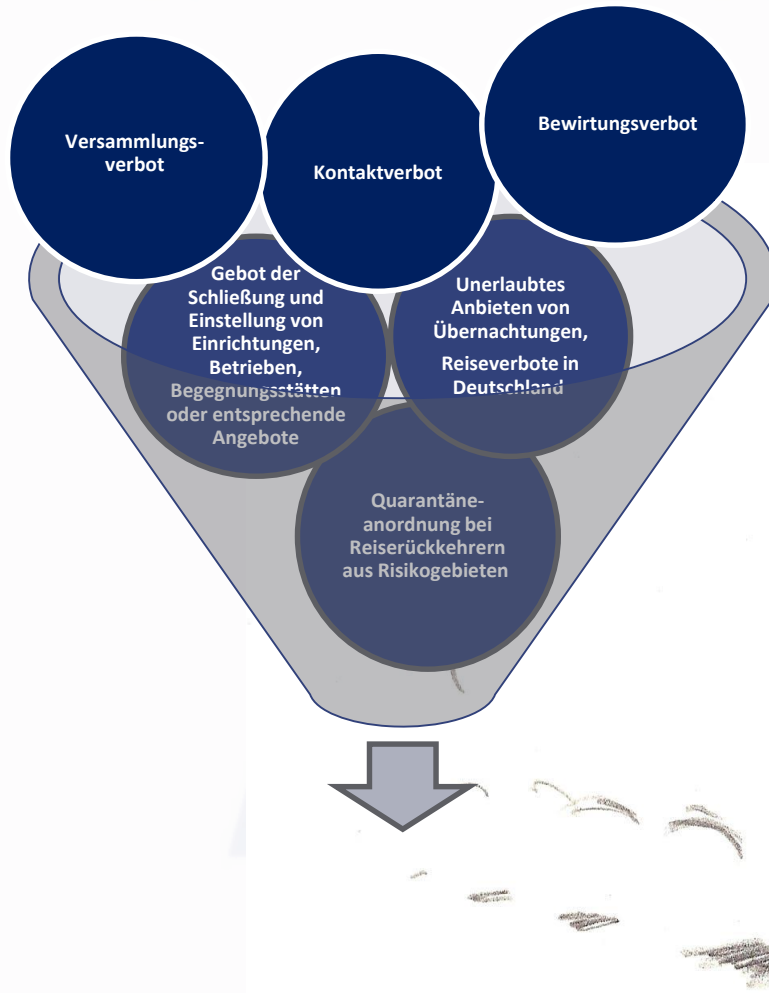 Versammlungs-
verbot
Kontaktverbot
Bewirtungsverbot
Gebot der
Schließung und
Einstellung von
Einrichtungen,
Betrieben,
Begegnungsstätten
oder entsprechende
Angebote
Unerlaubtes
Anbieten von
Übernachtungen,
Reiseverbote in
Deutschland
Quarantäne-
anordnung bei
Reiserückkehrern
aus Risikogebieten